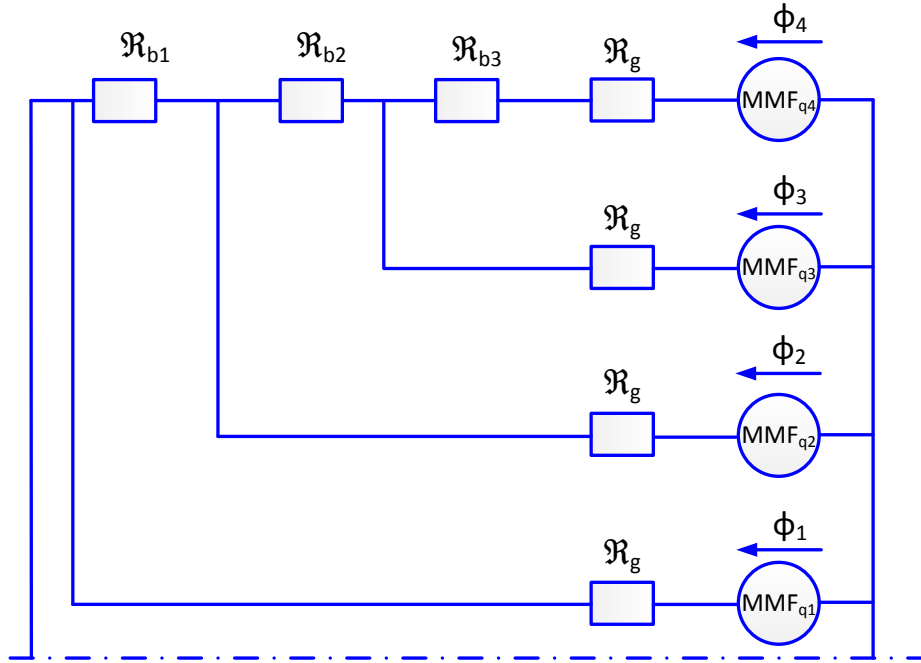 ϕ₄
ℜb1 ℜb2 ℜb3 ℜg
MMFq4
ϕ₃
ℜg
MMFq3
ϕ₂
ℜg
MMFq2
ϕ₁
ℜg
MMFq1